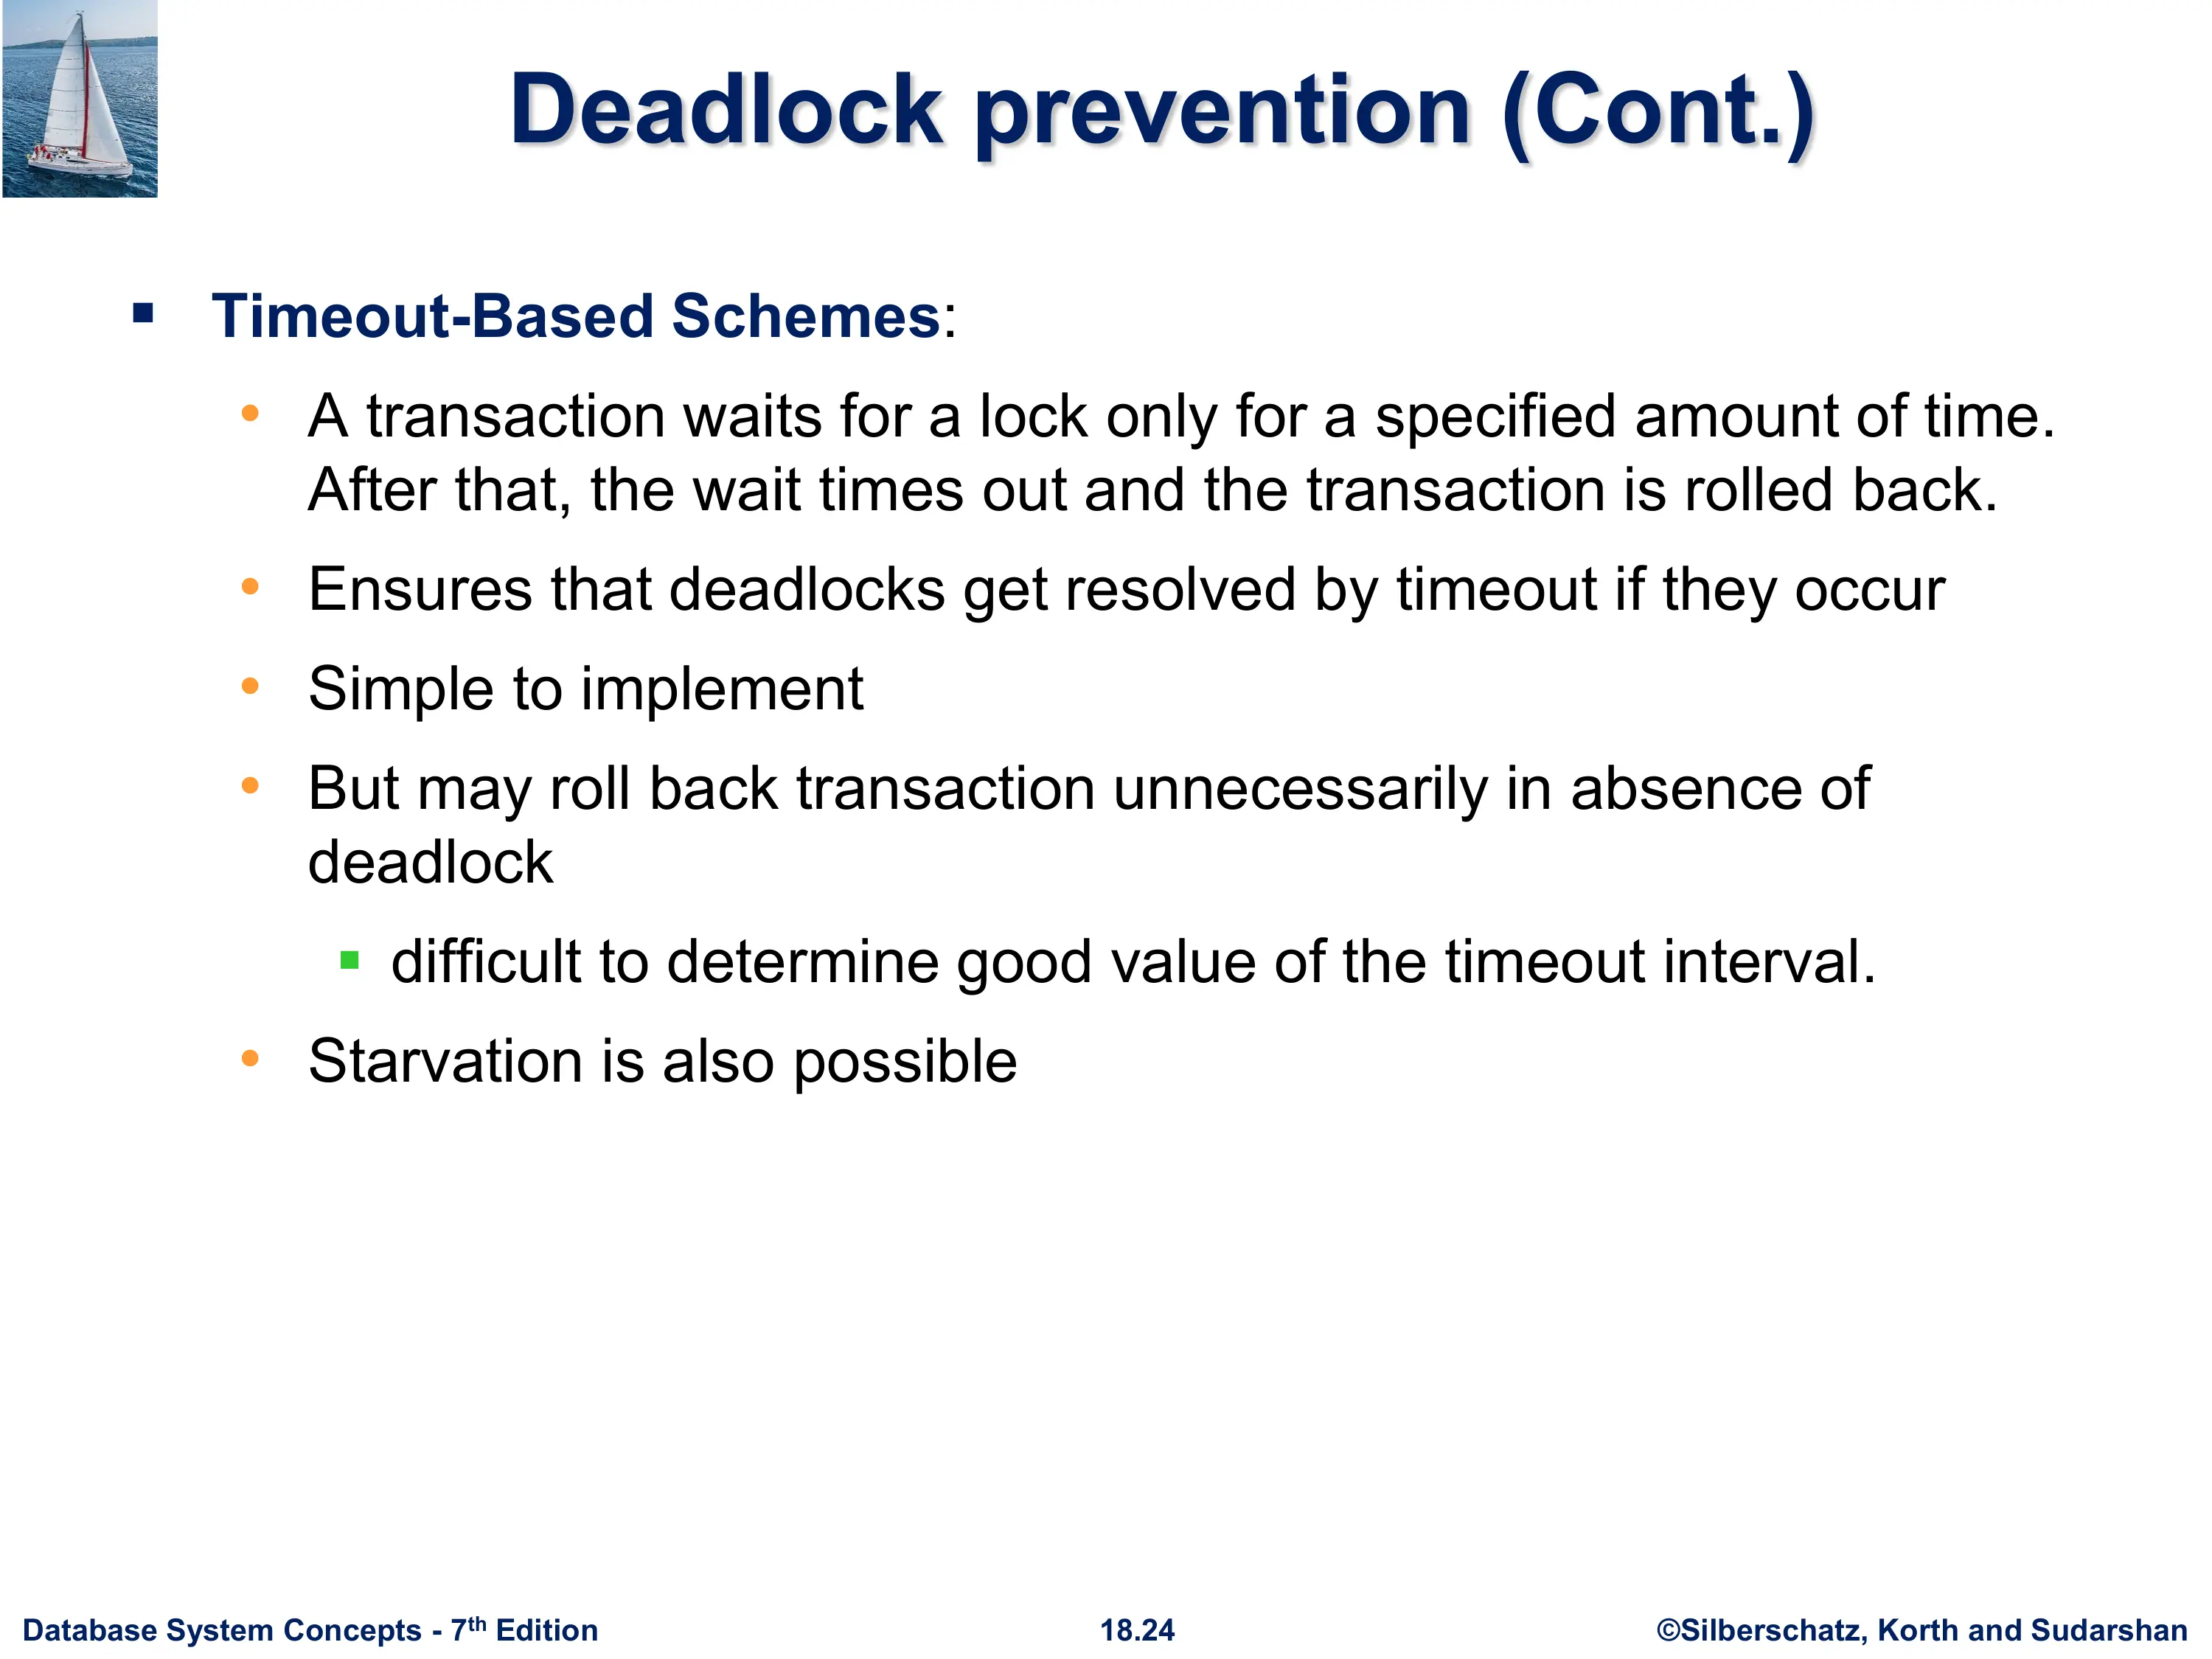 Deadlock prevention (Cont.)
▪ Timeout-Based Schemes:
• A transaction waits for a lock only for a specified amount of time.
After that, the wait times out and the transaction is rolled back.
• Ensures that deadlocks get resolved by timeout if they occur
• Simple to implement
• But may roll back transaction unnecessarily in absence of
deadlock
▪ difficult to determine good value of the timeout interval.
• Starvation is also possible
Database System Concepts - 7th Edition
18.24
©Silberschatz, Korth and Sudarshan